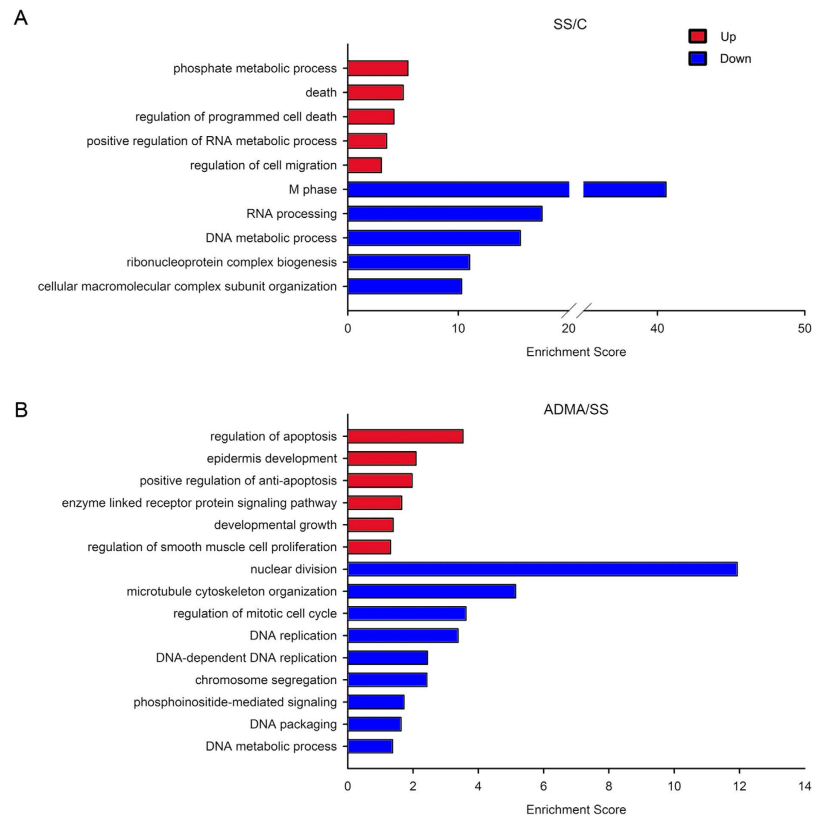 A
SS/C
Up
Down
phosphate metabolic process
death
regulation of programmed cell death
positive regulation of RNA metabolic process
regulation of cell migration
M phase
RNA processing
DNA metabolic process
ribonucleoprotein complex biogenesis
cellular macromolecular complex subunit organization
0 10 20 40 50
Enrichment Score
B
ADMA/SS
regulation of apoptosis
epidermis development
positive regulation of anti-apoptosis
enzyme linked receptor protein signaling pathway
developmental growth
regulation of smooth muscle cell proliferation
nuclear division
microtubule cytoskeleton organization
regulation of mitotic cell cycle
DNA replication
DNA-dependent DNA replication
chromosome segregation
phosphoinositide-mediated signaling
DNA packaging
DNA metabolic process
0 2 4 6 8 10 12 14
Enrichment Score